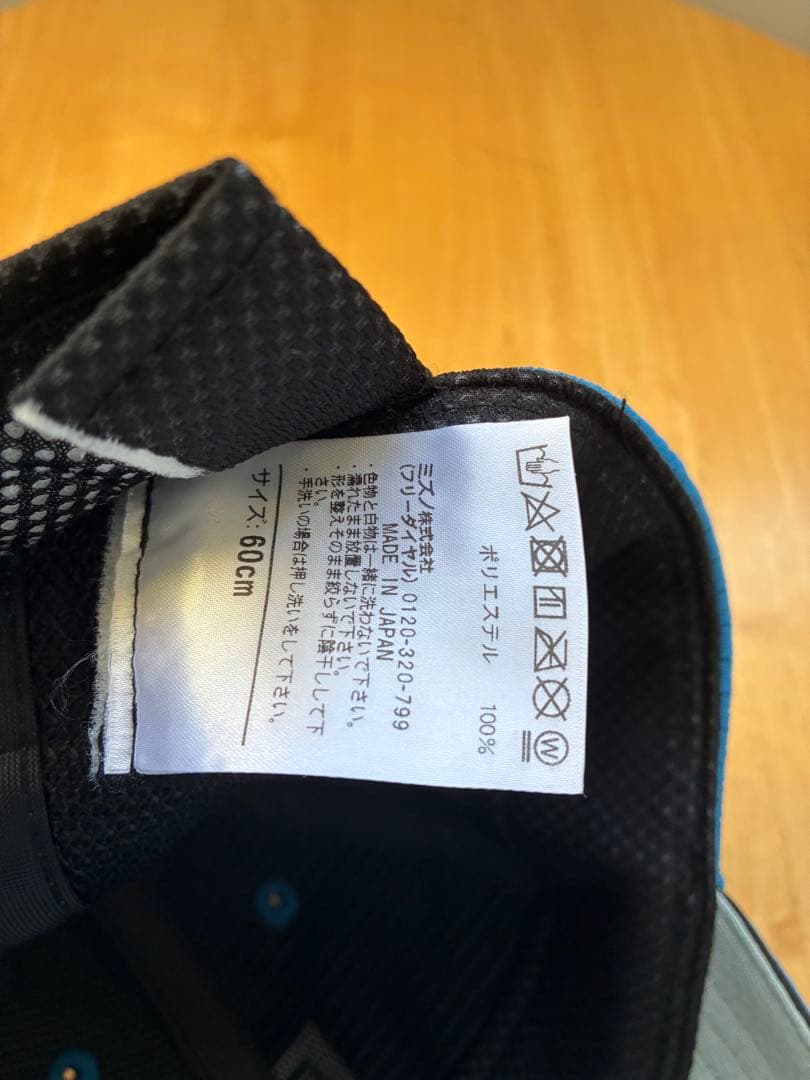 ポリエステル 100%
ミズノ株式会社
(フリーダイヤル) 0120-320-799
MADE IN JAPAN
・色物と白物は一緒に洗わないで下さい。
・濡れたまま放置しないで下さい。
・形を整えそのまま絞らずに陰干しして下
さい。
・手洗いの場合は押し洗いをして下さい。
サイズ: 60cm